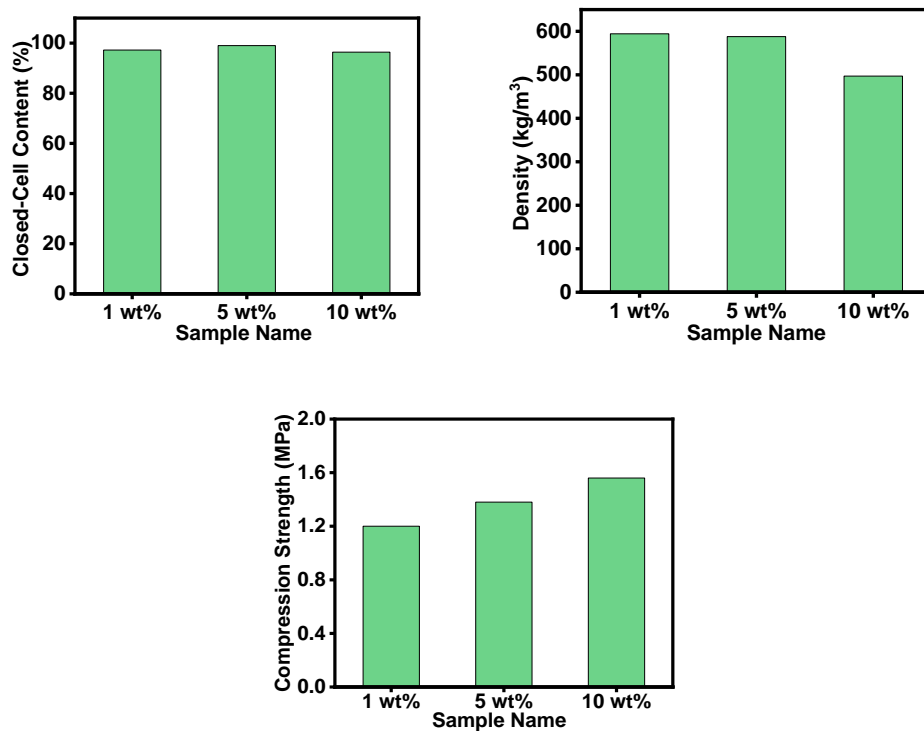 Closed-Cell Content (%)
100
80
60
40
20
0
1 wt% 5 wt% 10 wt%
Sample Name
Density (kg/m³)
600
500
400
300
200
100
0
1 wt% 5 wt% 10 wt%
Sample Name
Compression Strength (MPa)
2.0
1.6
1.2
0.8
0.4
0.0
1 wt% 5 wt% 10 wt%
Sample Name